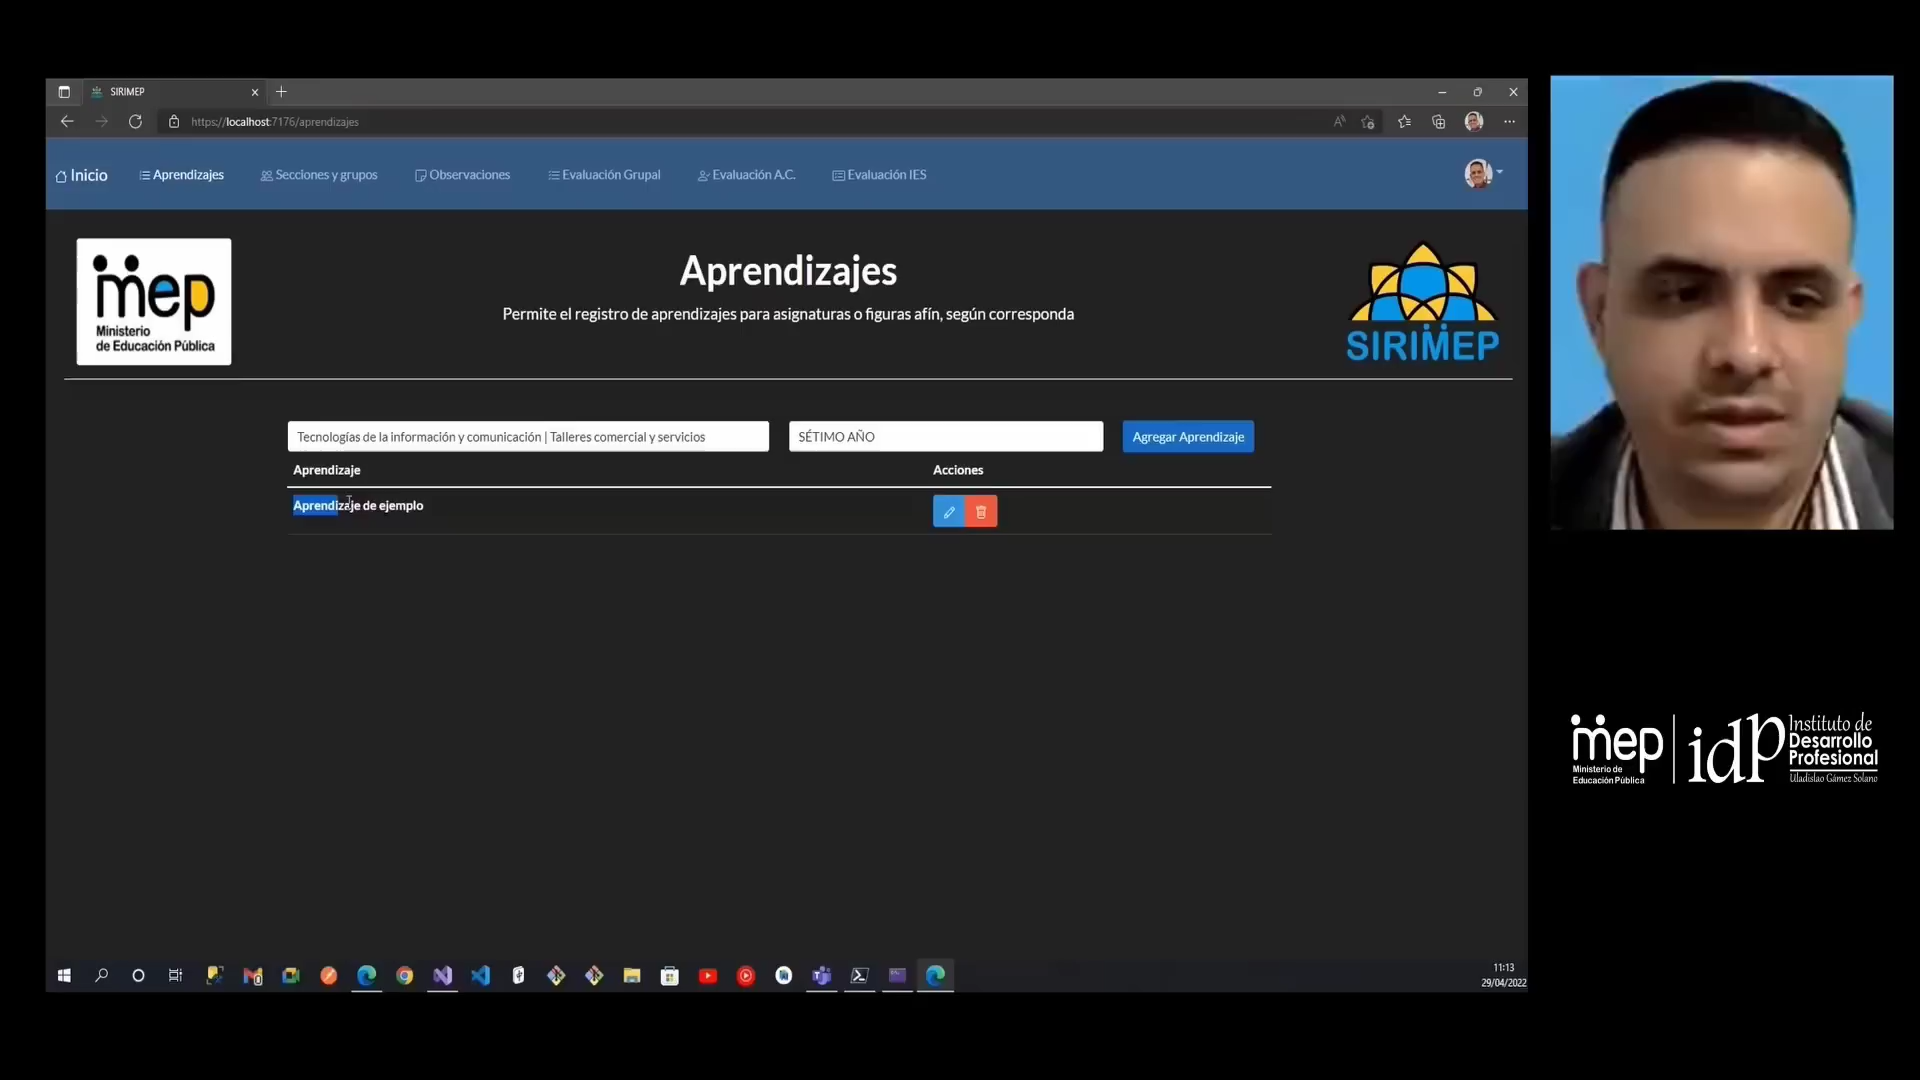 SIRIMEP
https://localhost:7176/aprendizajes
Inicio
Aprendizajes
Secciones y grupos
Observaciones
Evaluación Grupal
Evaluación A.C.
Evaluación IES
mep
Ministerio
de Educación Pública
Aprendizajes
Permite el registro de aprendizajes para asignaturas o figuras afín, según corresponda
SIRIMEP
Tecnologías de la información y comunicación | Talleres comercial y servicios
SÉTIMO AÑO
Agregar Aprendizaje
Aprendizaje
Acciones
Aprendizaje de ejemplo
mep
Ministerio de
Educación Pública
idp
Instituto de
Desarrollo
Profesional
Uladislao Gámez Solano
11:13
29/04/2022